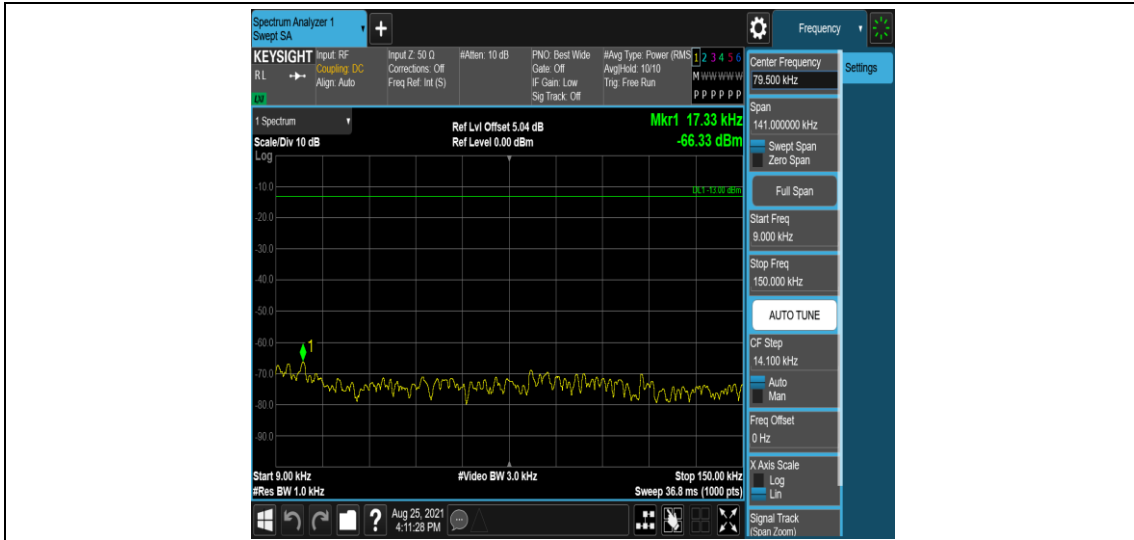 Spectrum Analyzer 1
Swept SA
+
Frequency
KEYSIGHT
RL
LXI
Input: RF
Coupling: DC
Align: Auto
Input Z: 50 Ω
Corrections: Off
Freq Ref: Int (S)
#Atten: 10 dB
PNO: Best Wide
Gate: Off
IF Gain: Low
Sig Track: Off
#Avg Type: Power (RMS
Avg|Hold: 10/10
Trig: Free Run
1 2 3 4 5 6
M W W W W W
P P P P P P
1 Spectrum
Scale/Div 10 dB
Log
Ref Lvl Offset 5.04 dB
Ref Level 0.00 dBm
Mkr1 17.33 kHz
-66.33 dBm
DL1 -13.00 dBm
-10.0
-20.0
-30.0
-40.0
-50.0
-60.0
-70.0
-80.0
-90.0
1
Start 9.00 kHz
#Res BW 1.0 kHz
#Video BW 3.0 kHz
Stop 150.00 kHz
Sweep 36.8 ms (1000 pts)
Center Frequency
79.500 kHz
Span
141.000000 kHz
Swept Span
Zero Span
Full Span
Start Freq
9.000 kHz
Stop Freq
150.000 kHz
AUTO TUNE
CF Step
14.100 kHz
Auto
Man
Freq Offset
0 Hz
X Axis Scale
Log
Lin
Signal Track
(Span Zoom)
Settings
?
Aug 25, 2021
4:11:28 PM